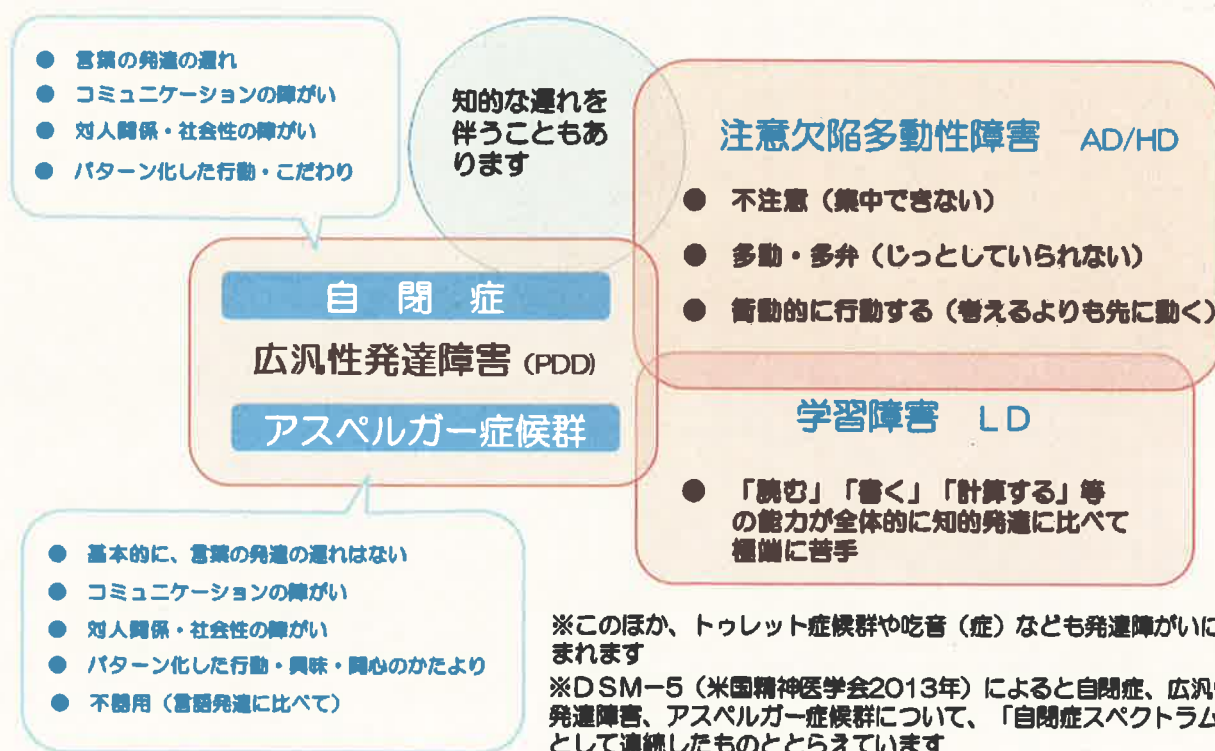 ● 言葉の発達の遅れ
● コミュニケーションの障がい
● 対人関係・社会性の障がい
● パターン化した行動・こだわり
知的な遅れを
伴うこともあ
ります
自 閉 症
広汎性発達障害 (PDD)
アスペルガー症候群
● 基本的に、言葉の発達の遅れはない
● コミュニケーションの障がい
● 対人関係・社会性の障がい
● パターン化した行動・興味・関心のかたより
● 不器用（言語発達に比べて）
注意欠陥多動性障害 AD/HD
● 不注意（集中できない）
● 多動・多弁（じっとしていられない）
● 衝動的に行動する（考えるよりも先に動く）
学習障害 LD
● 「読む」「書く」「計算する」等
の能力が全体的に知的発達に比べて
極端に苦手
※このほか、トゥレット症候群や吃音（症）なども発達障がいに
まれます
※DSM－5（米国精神医学会2013年）によると自閉症、広汎
発達障害、アスペルガー症候群について、「自閉症スペクトラム
として連続したものととらえています